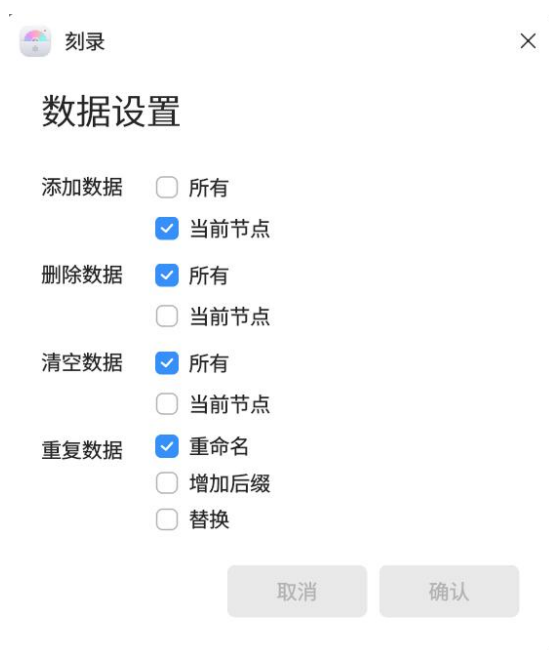 刻录
数据设置
添加数据 所有
当前节点
删除数据 所有
当前节点
清空数据 所有
当前节点
重复数据 重命名
增加后缀
替换
取消 确认